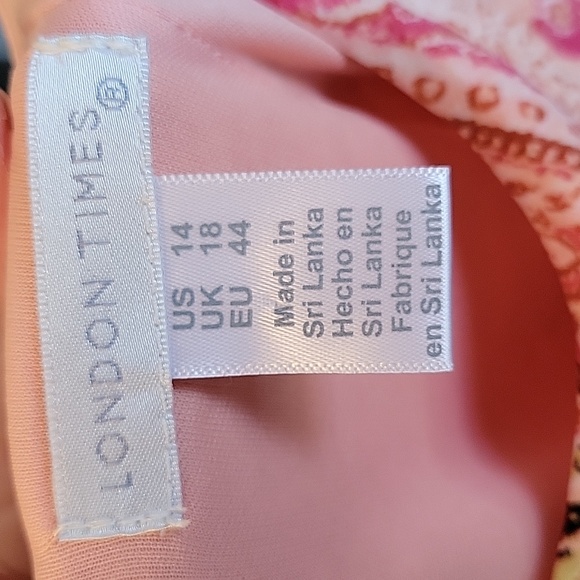 LONDON TIMES®
US 14
UK 18
EU 44
Made in
Sri Lanka
Hecho en
Sri Lanka
Fabrique
en Sri Lanka